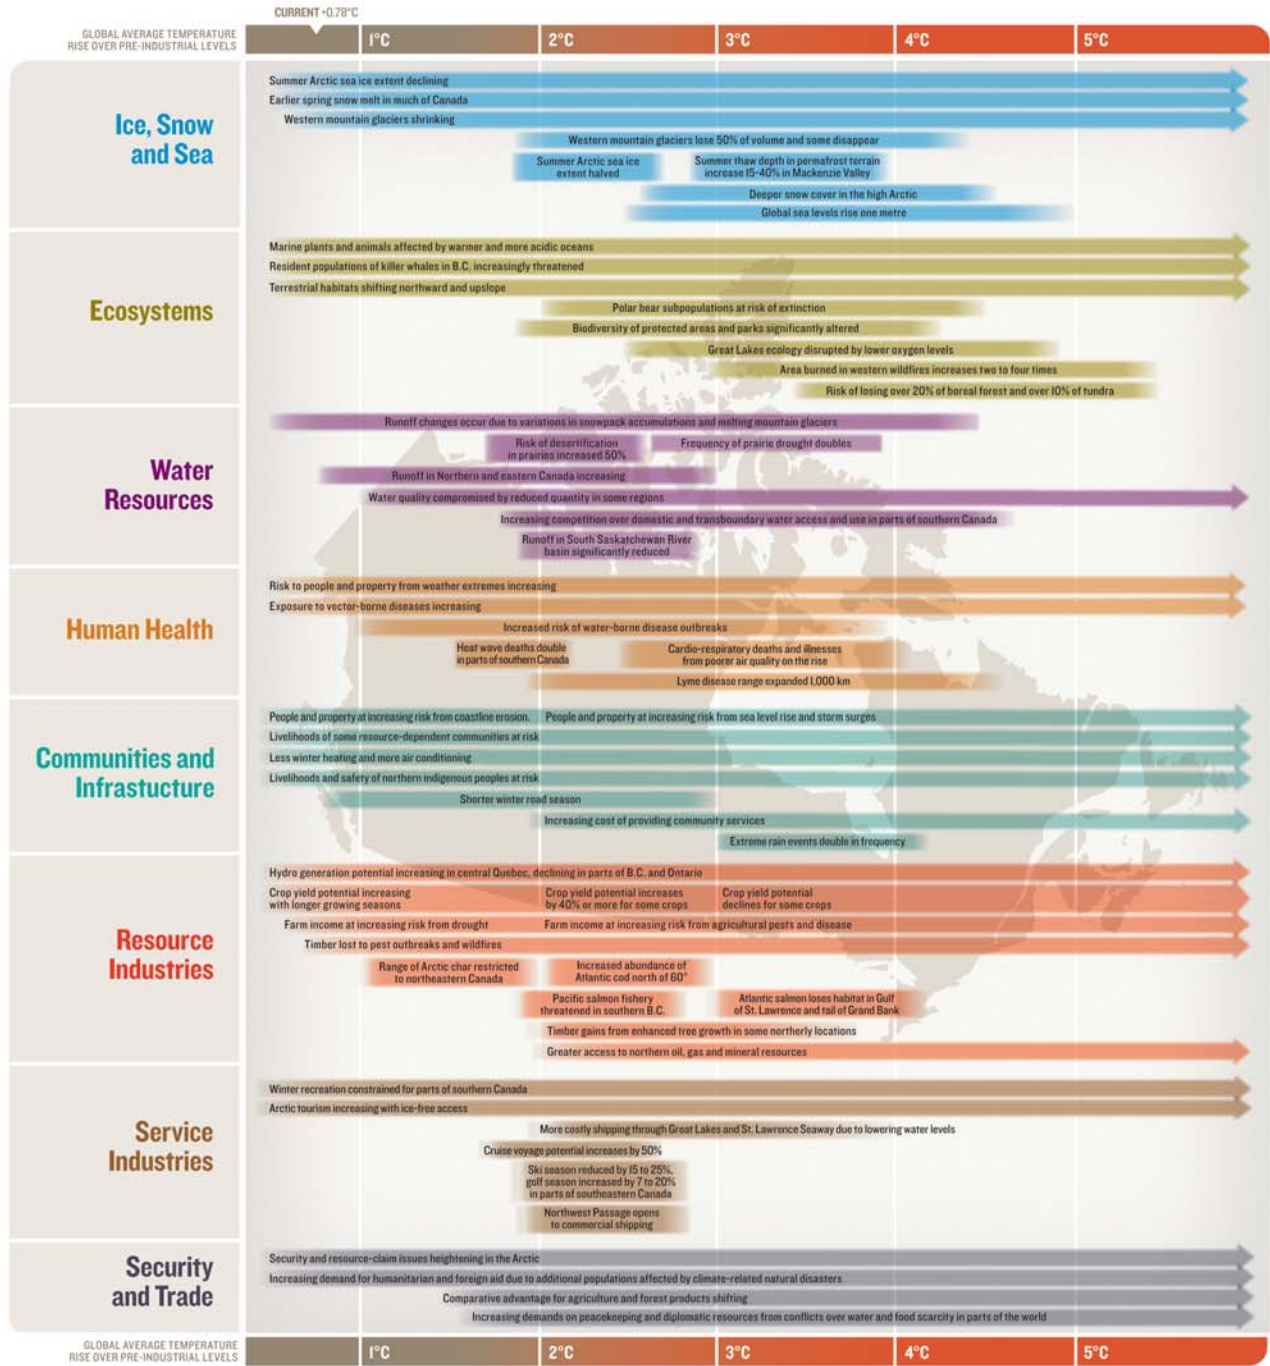 CURRENT +0.78°C
GLOBAL AVERAGE TEMPERATURE
RISE OVER PRE-INDUSTRIAL LEVELS
1°C
2°C
3°C
4°C
5°C
Ice, Snow
and Sea
Summer Arctic sea ice extent declining
Earlier spring snow melt in much of Canada
Western mountain glaciers shrinking
Western mountain glaciers lose 50% of volume and some disappear
Summer Arctic sea ice
extent halved
Summer thaw depth in permafrost terrain
increase 15-40% in Mackenzie Valley
Deeper snow cover in the high Arctic
Global sea levels rise one metre
Ecosystems
Marine plants and animals affected by warmer and more acidic oceans
Resident populations of killer whales in B.C. increasingly threatened
Terrestrial habitats shifting northward and upslope
Polar bear subpopulations at risk of extinction
Biodiversity of protected areas and parks significantly altered
Great Lakes ecology disrupted by lower oxygen levels
Area burned in western wildfires increases two to four times
Risk of losing over 20% of boreal forest and over 10% of tundra
Water
Resources
Runoff changes occur due to variations in snowpack accumulations and melting mountain glaciers
Risk of desertification
in prairies increased 50%
Frequency of prairie drought doubles
Runoff in Northern and eastern Canada increasing
Water quality compromised by reduced quantity in some regions
Increasing competition over domestic and transboundary water access and use in parts of southern Canada
Runoff in South Saskatchewan River
basin significantly reduced
Human Health
Risk to people and property from weather extremes increasing
Exposure to vector-borne diseases increasing
Increased risk of water-borne disease outbreaks
Heat wave deaths double
in parts of southern Canada
Cardio-respiratory deaths and illnesses
from poorer air quality on the rise
Lyme disease range expanded 1,000 km
Communities and
Infrastucture
People and property at increasing risk from coastline erosion.
People and property at increasing risk from sea level rise and storm surges
Livelihoods of some resource-dependent communities at risk
Less winter heating and more air conditioning
Livelihoods and safety of northern indigenous peoples at risk
Shorter winter road season
Increasing cost of providing community services
Extreme rain events double in frequency
Resource
Industries
Hydro generation potential increasing in central Quebec, declining in parts of B.C. and Ontario
Crop yield potential increasing
with longer growing seasons
Crop yield potential increases
by 40% or more for some crops
Crop yield potential
declines for some crops
Farm income at increasing risk from drought
Farm income at increasing risk from agricultural pests and disease
Timber lost to pest outbreaks and wildfires
Range of Arctic char restricted
to northeastern Canada
Increased abundance of
Atlantic cod north of 60°
Pacific salmon fishery
threatened in southern B.C.
Atlantic salmon loses habitat in Gulf
of St. Lawrence and tail of Grand Bank
Timber gains from enhanced tree growth in some northerly locations
Greater access to northern oil, gas and mineral resources
Service
Industries
Winter recreation constrained for parts of southern Canada
Arctic tourism increasing with ice-free access
More costly shipping through Great Lakes and St. Lawrence Seaway due to lowering water levels
Cruise voyage potential increases by 50%
Ski season reduced by 15 to 25%,
golf season increased by 7 to 20%
in parts of southeastern Canada
Northwest Passage opens
to commercial shipping
Security
and Trade
Security and resource-claim issues heightening in the Arctic
Increasing demand for humanitarian and foreign aid due to additional populations affected by climate-related natural disasters
Comparative advantage for agriculture and forest products shifting
Increasing demands on peacekeeping and diplomatic resources from conflicts over water and food scarcity in parts of the world
GLOBAL AVERAGE TEMPERATURE
RISE OVER PRE-INDUSTRIAL LEVELS
1°C
2°C
3°C
4°C
5°C